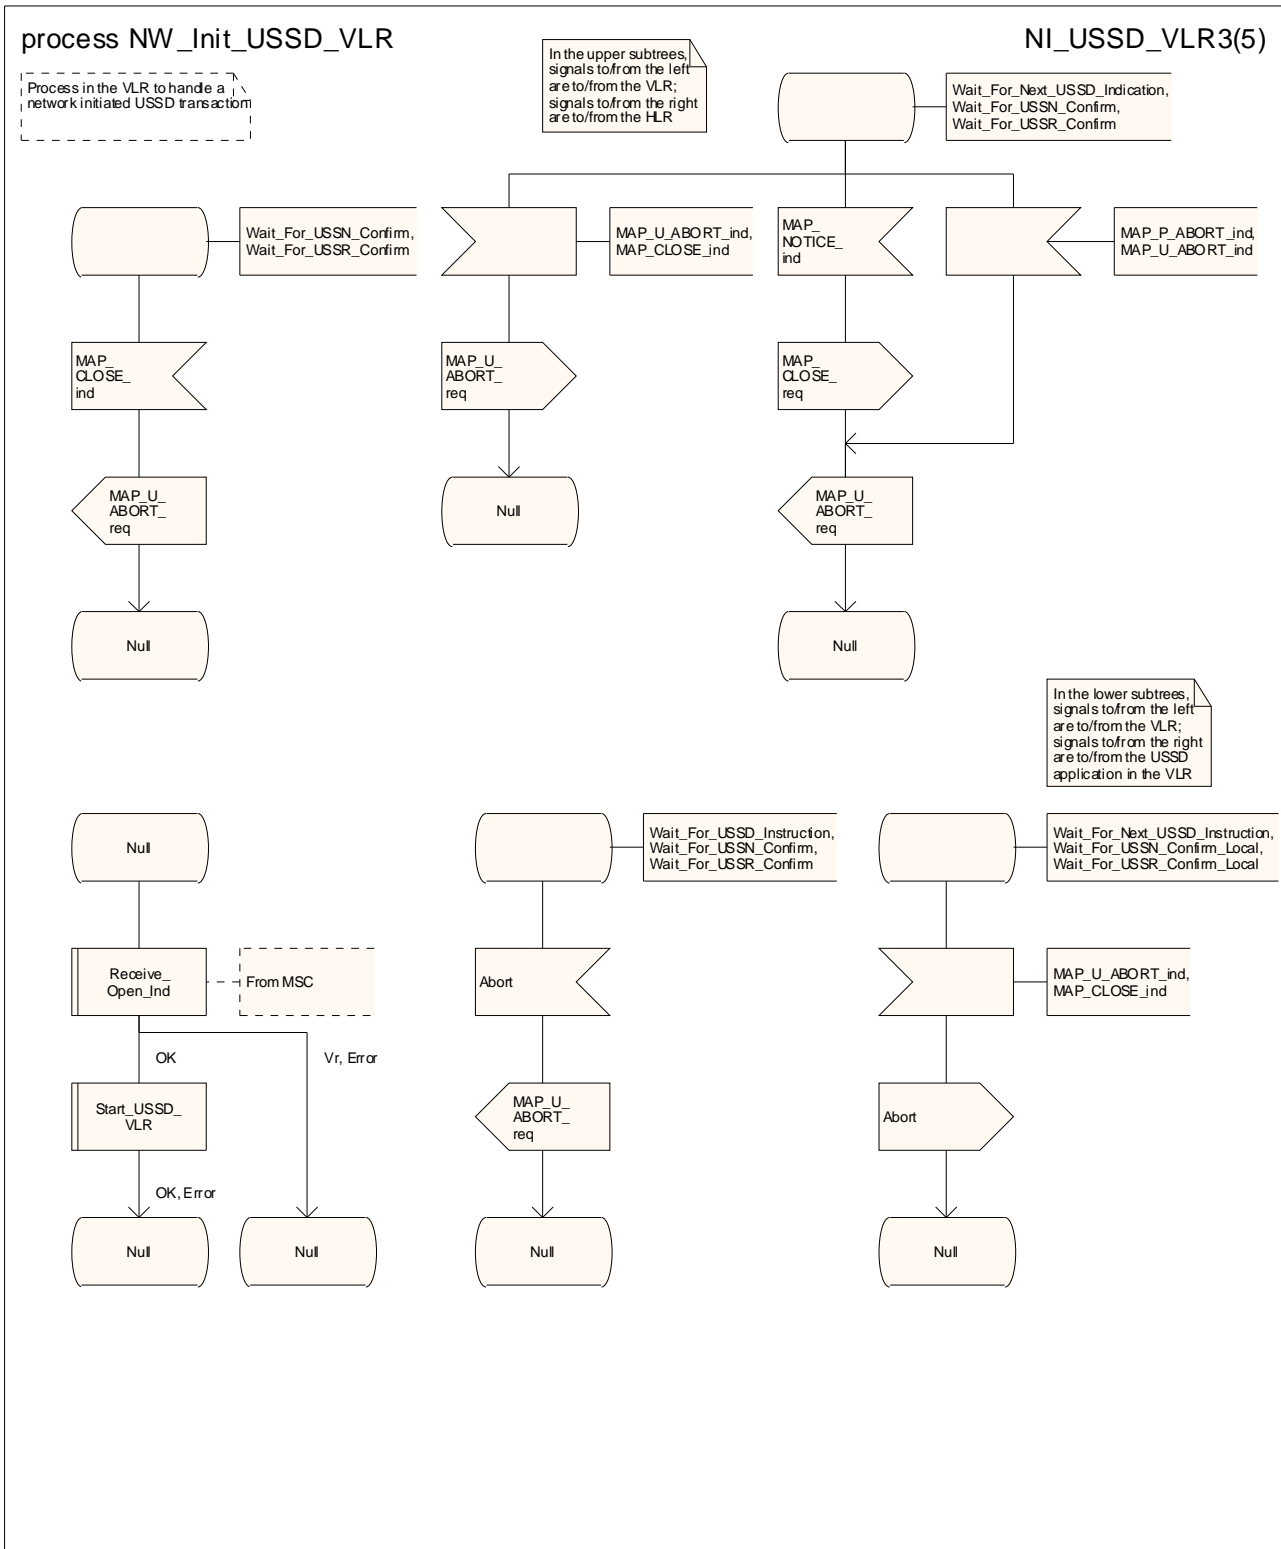 process NW_Init_USSD_VLR
NI_USSD_VLR3(5)
Process in the VLR to handle a
network initiated USSD transaction
In the upper subtrees,
signals to/from the left
are to/from the VLR;
signals to/from the right
are to/from the HLR
Wait_For_Next_USSD_Indication,
Wait_For_USSN_Confirm,
Wait_For_USSR_Confirm
Wait_For_USSN_Confirm,
Wait_For_USSR_Confirm
MAP_U_ABORT_ind,
MAP_CLOSE_ind
MAP_
NOTICE_
ind
MAP_P_ABORT_ind,
MAP_U_ABORT_ind
MAP_
CLOSE_
ind
MAP_U_
ABORT_
req
MAP_
CLOSE_
req
MAP_U_
ABORT_
req
Null
MAP_U_
ABORT_
req
Null
Null
In the lower subtrees,
signals to/from the left
are to/from the VLR;
signals to/from the right
are to/from the USSD
application in the VLR
Null
Wait_For_USSD_Instruction,
Wait_For_USSN_Confirm,
Wait_For_USSR_Confirm
Wait_For_Next_USSD_Instruction,
Wait_For_USSN_Confirm_Local,
Wait_For_USSR_Confirm_Local
Receive_
Open_Ind
From MSC
Abort
MAP_U_ABORT_ind,
MAP_CLOSE_ind
OK
Vr, Error
Start_USSD_
VLR
MAP_U_
ABORT_
req
Abort
OK, Error
Null
Null
Null
Null